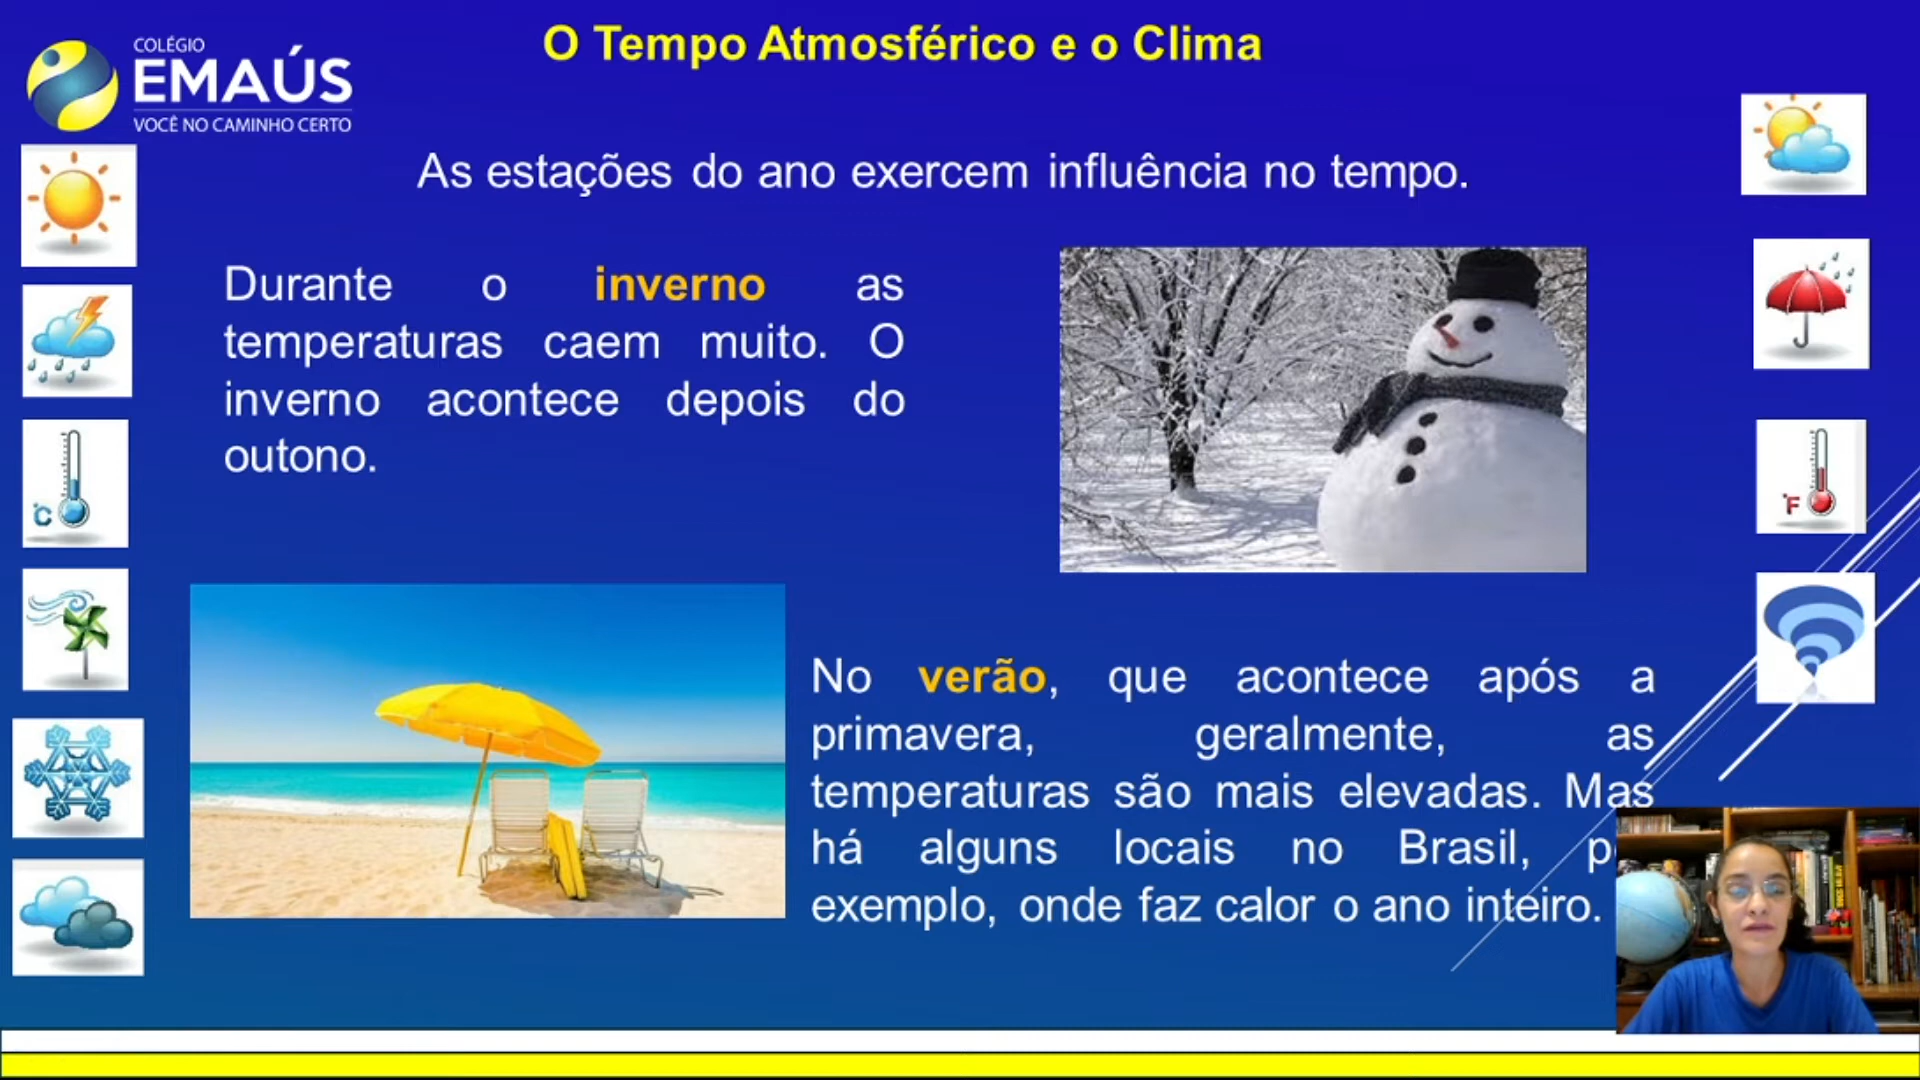 COLÉGIO
EMAÚS
VOCÊ NO CAMINHO CERTO
O Tempo Atmosférico e o Clima
As estações do ano exercem influência no tempo.
Durante o inverno as
temperaturas caem muito. O
inverno acontece depois do
outono.
°C
°F
No verão, que acontece após a
primavera, geralmente, as
temperaturas são mais elevadas. Mas
há alguns locais no Brasil,
exemplo, onde faz calor o ano inteiro.